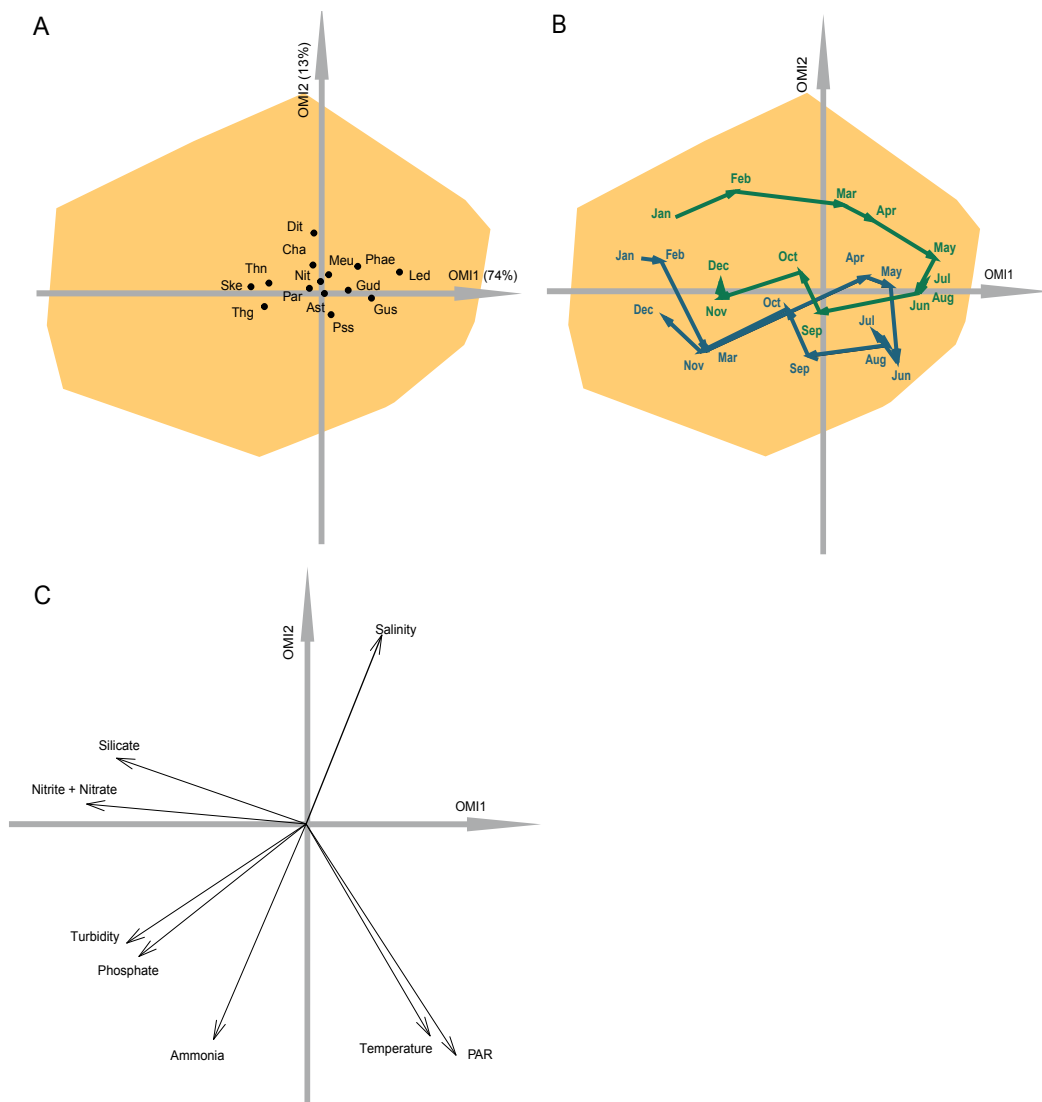 A
OMI2 (13%)
Dit
Cha
Nit
Meu
Phae
Led
OMI1 (74%)
Thn
Ske
Par
Ast
Gud
Gus
Thg
Pss
B
OMI2
Feb
Mar
Apr
Jan
May
Jan
Feb
Dec
Oct
Apr
May
Jul
OMI1
Nov
Jun
Aug
Dec
Oct
Sep
Jul
Nov
Mar
Sep
Aug
Jun
C
OMI2
Salinity
Silicate
Nitrite + Nitrate
OMI1
Turbidity
Phosphate
Ammonia
Temperature
PAR